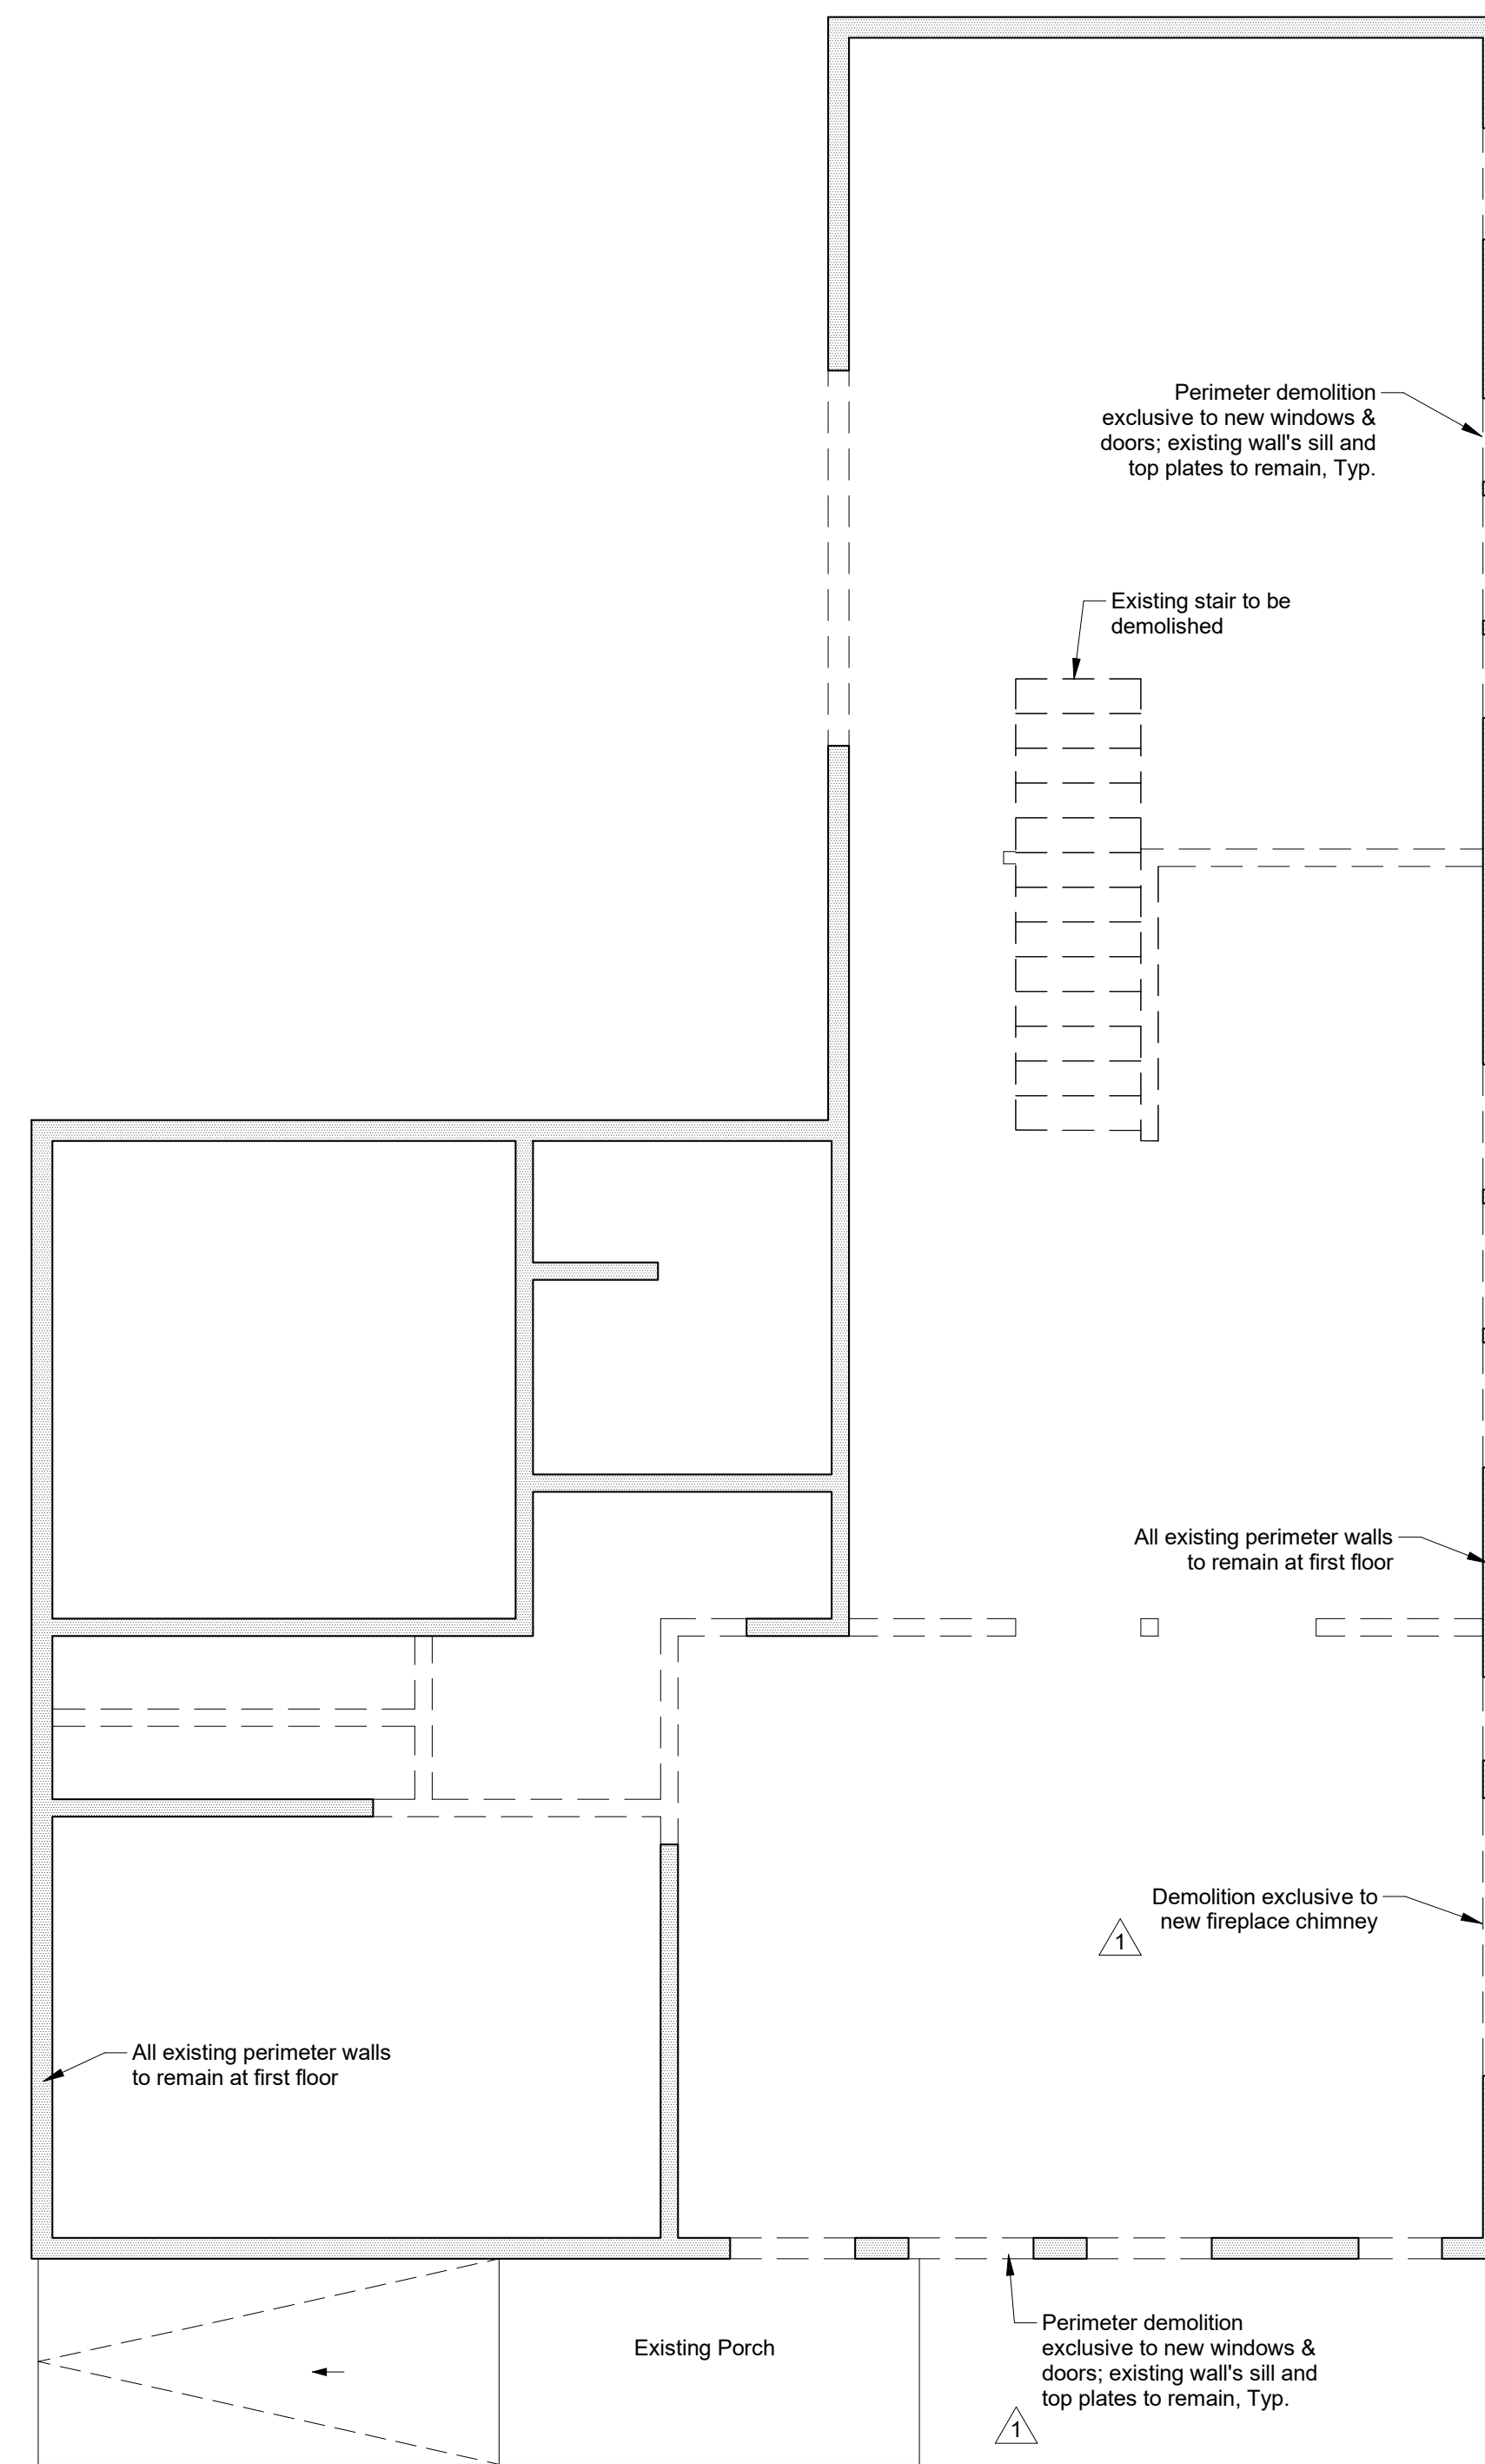 Perimeter demolition
exclusive to new windows &
doors; existing wall's sill and
top plates to remain, Typ.
Existing stair to be
demolished
All existing perimeter walls
to remain at first floor
Demolition exclusive to
new fireplace chimney
1
All existing perimeter walls
to remain at first floor
Existing Porch
Perimeter demolition
exclusive to new windows &
doors; existing wall's sill and
top plates to remain, Typ.
1